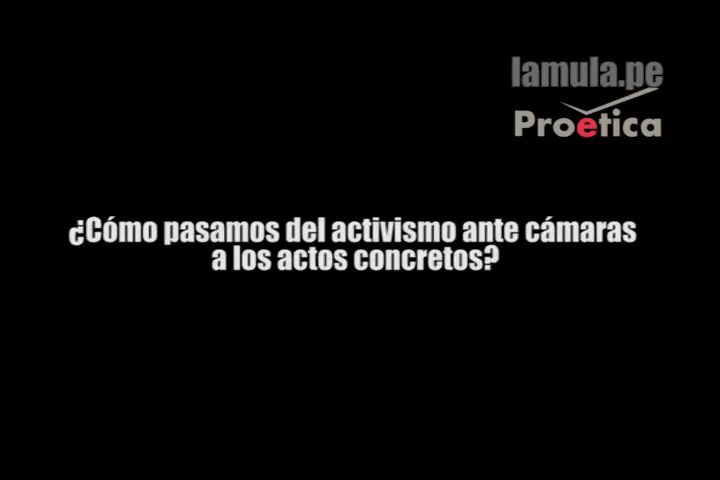 lamula.pe
Proetica
¿Cómo pasamos del activismo ante cámaras
a los actos concretos?